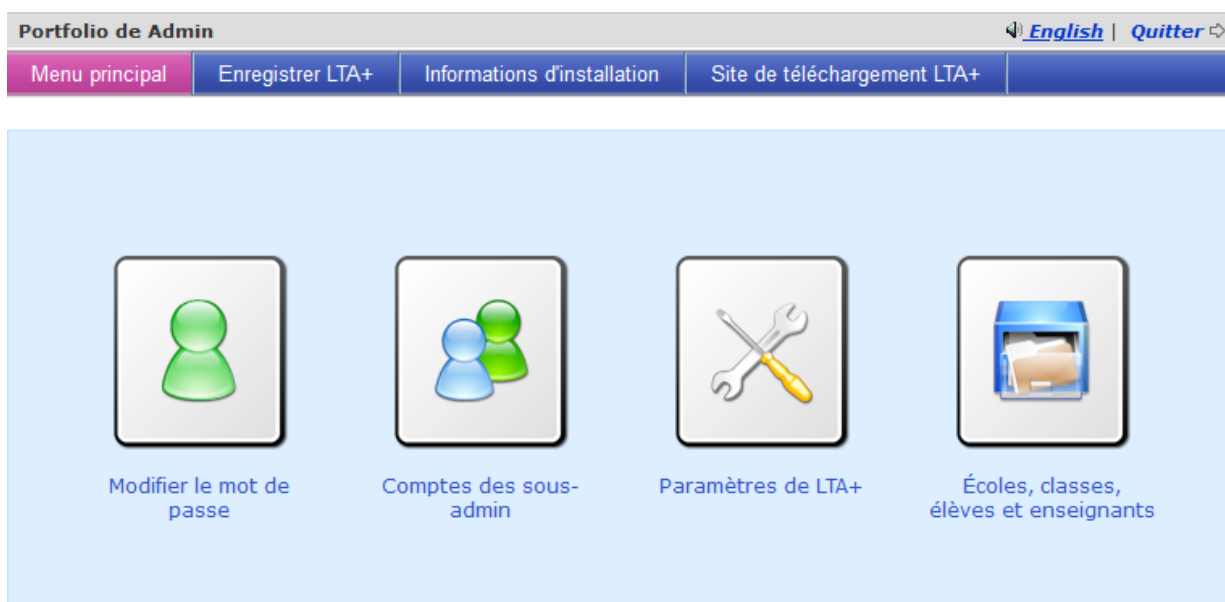 Portfolio de Admin
English | Quitter
Menu principal
Enregistrer LTA+
Informations d'installation
Site de téléchargement LTA+
Modifier le mot de
passe
Comptes des sous-
admin
Paramètres de LTA+
Écoles, classes,
élèves et enseignants